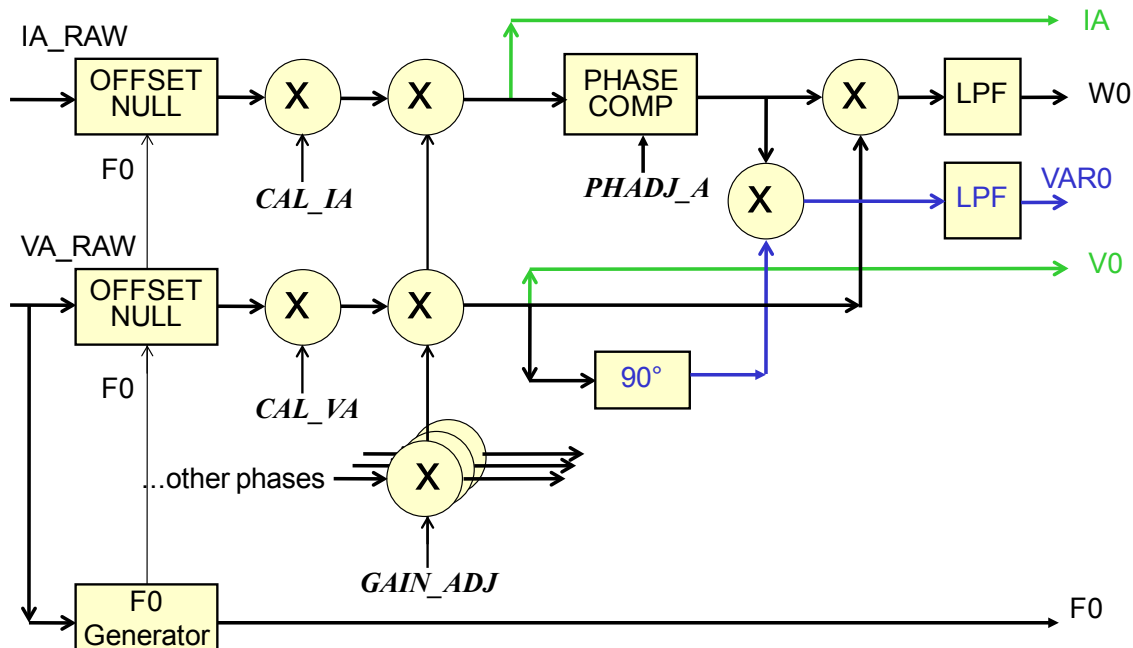 IA
IA_RAW
OFFSET
NULL
X
X
PHASE
COMP
X
LPF
W0
F0
CAL_IA
PHADJ_A
X
LPF
VAR0
VA_RAW
OFFSET
NULL
X
X
V0
F0
CAL_VA
90°
...other phases
X
GAIN_ADJ
F0
Generator
F0